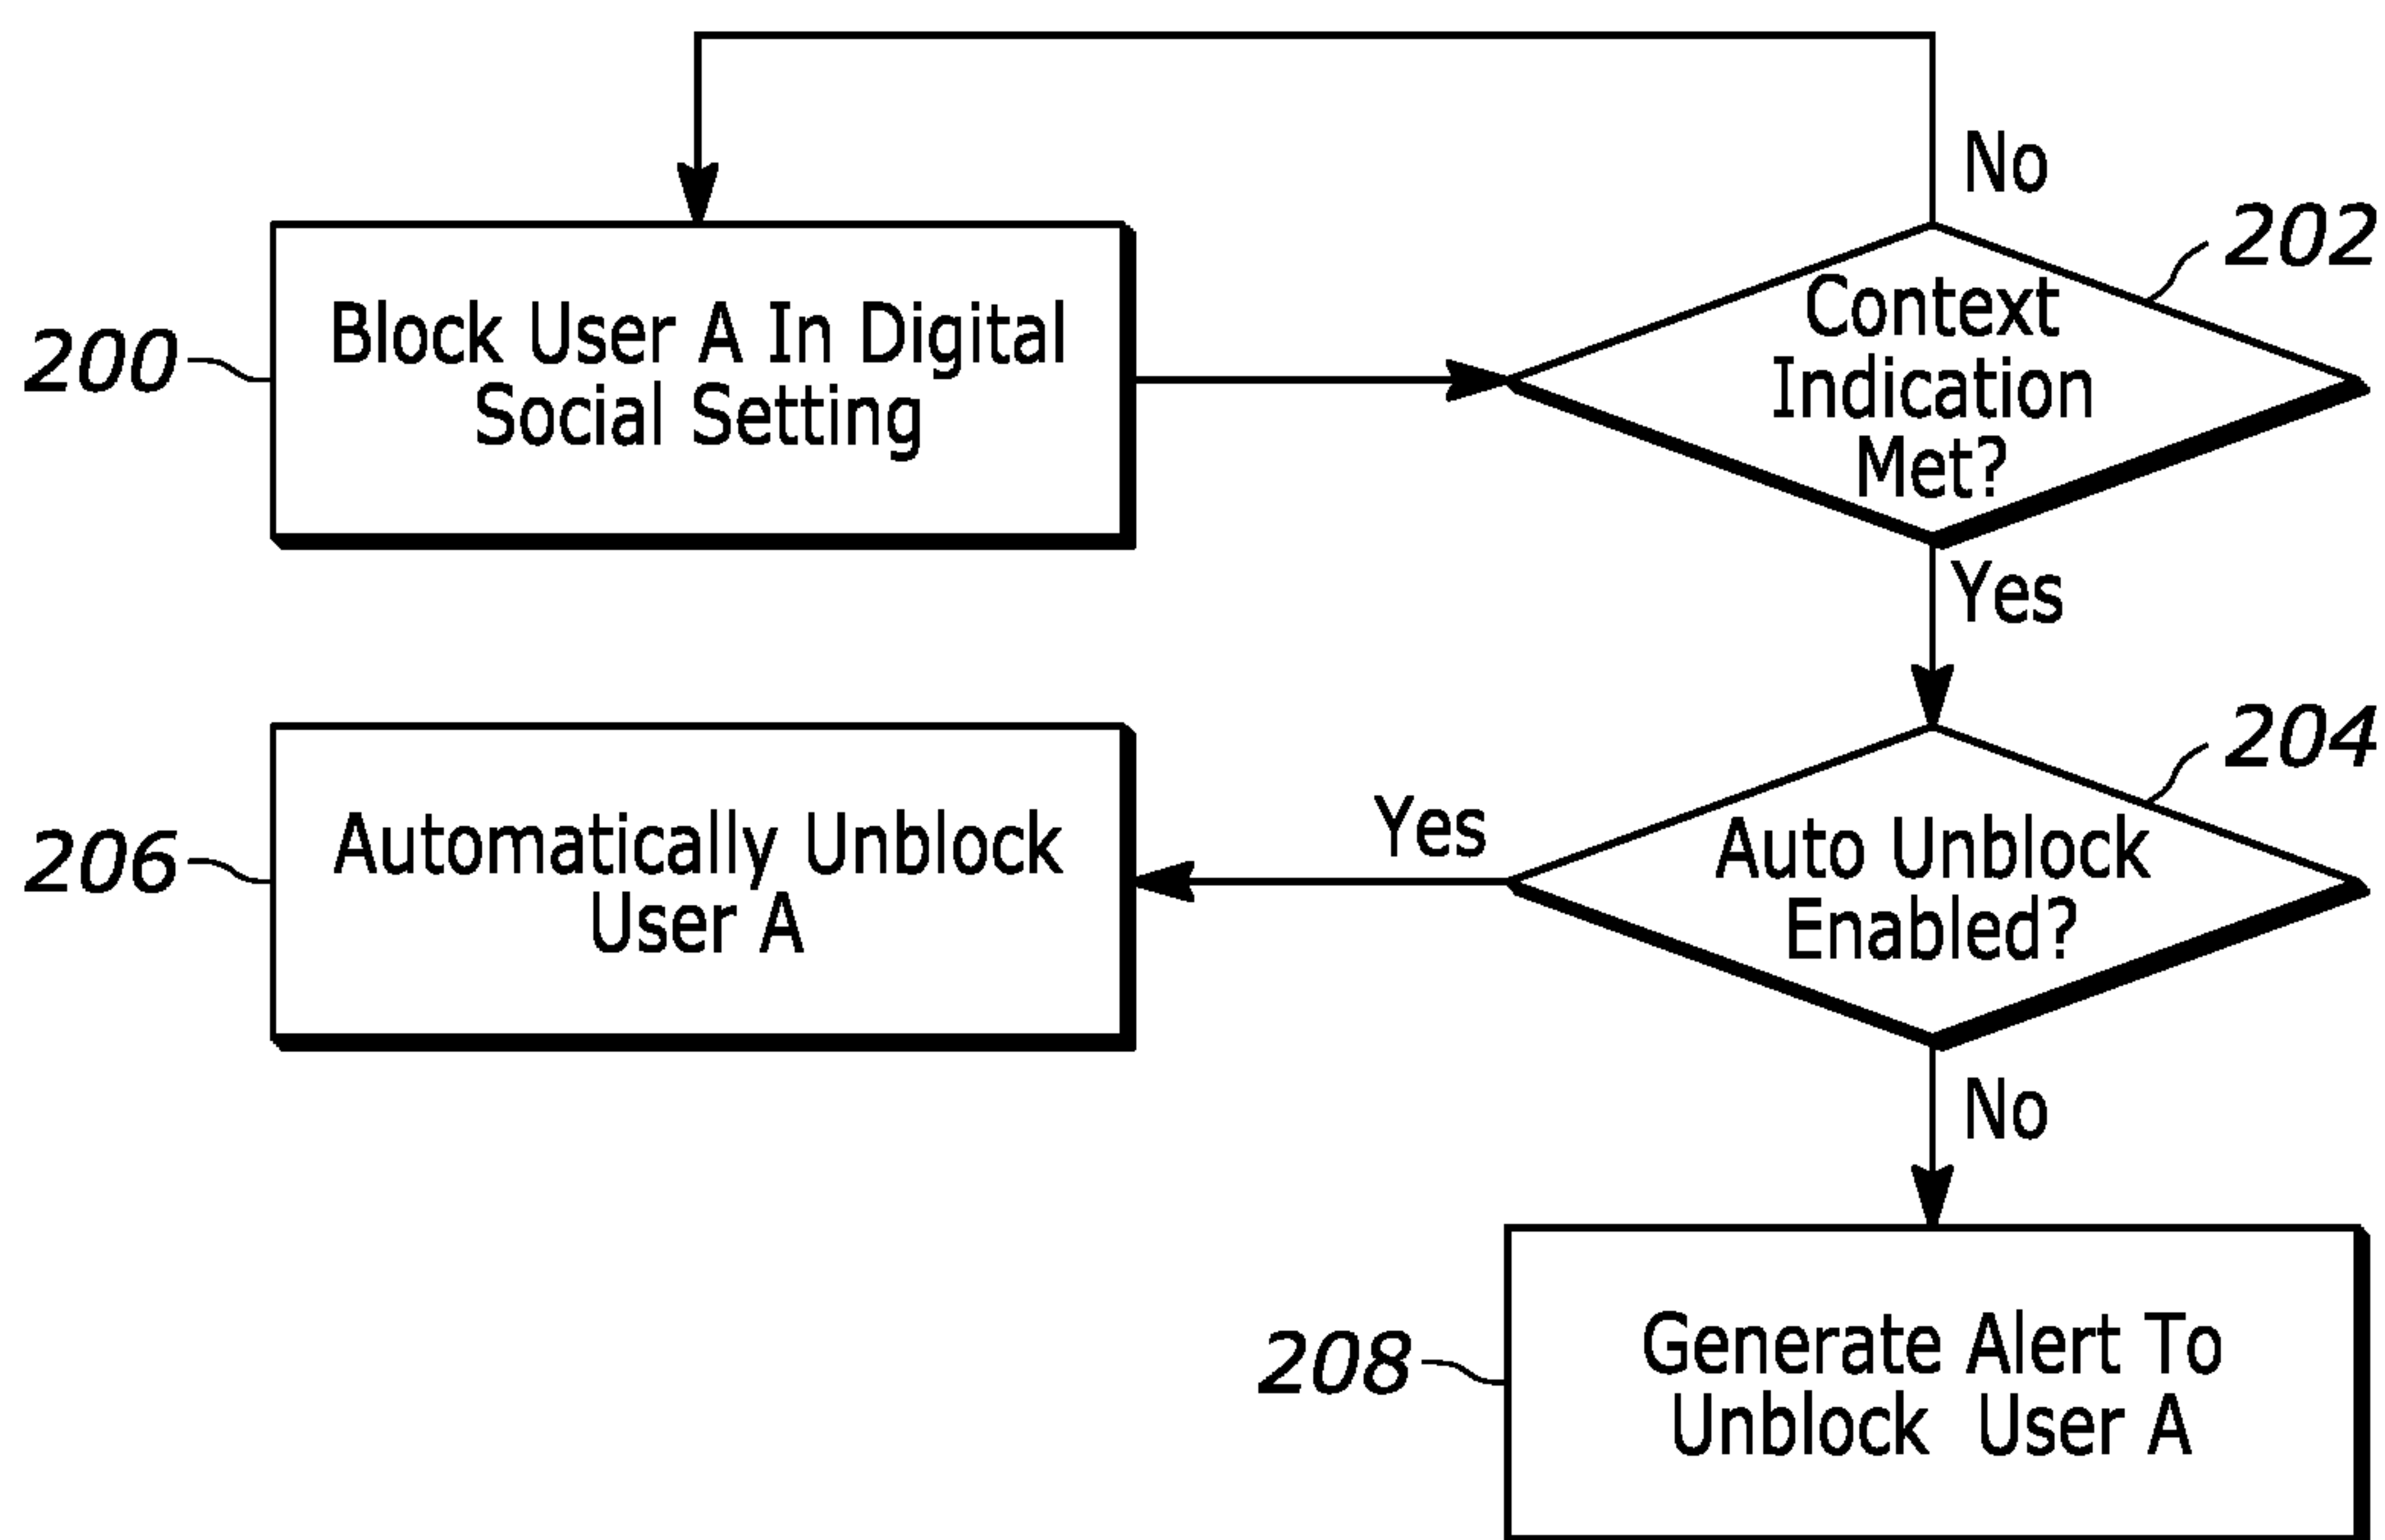 No
202
Context
Indication
Met?
200
Block User A In Digital
Social Setting
Yes
204
Auto Unblock
Enabled?
Yes
206
Automatically Unblock
User A
No
208
Generate Alert To
Unblock User A